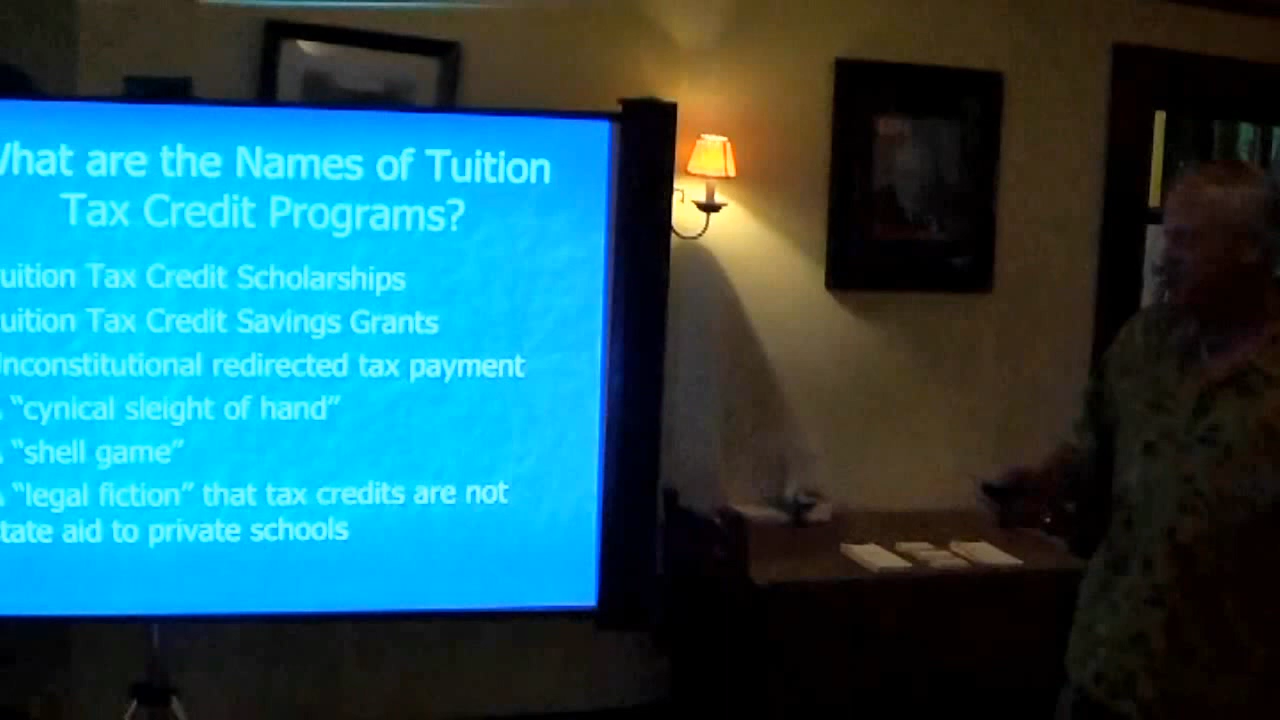 What are the Names of Tuition
Tax Credit Programs?
uition Tax Credit Scholarships
uition Tax Credit Savings Grants
Unconstitutional redirected tax payment
A “cynical sleight of hand”
A “shell game”
A “legal fiction” that tax credits are not
tate aid to private schools